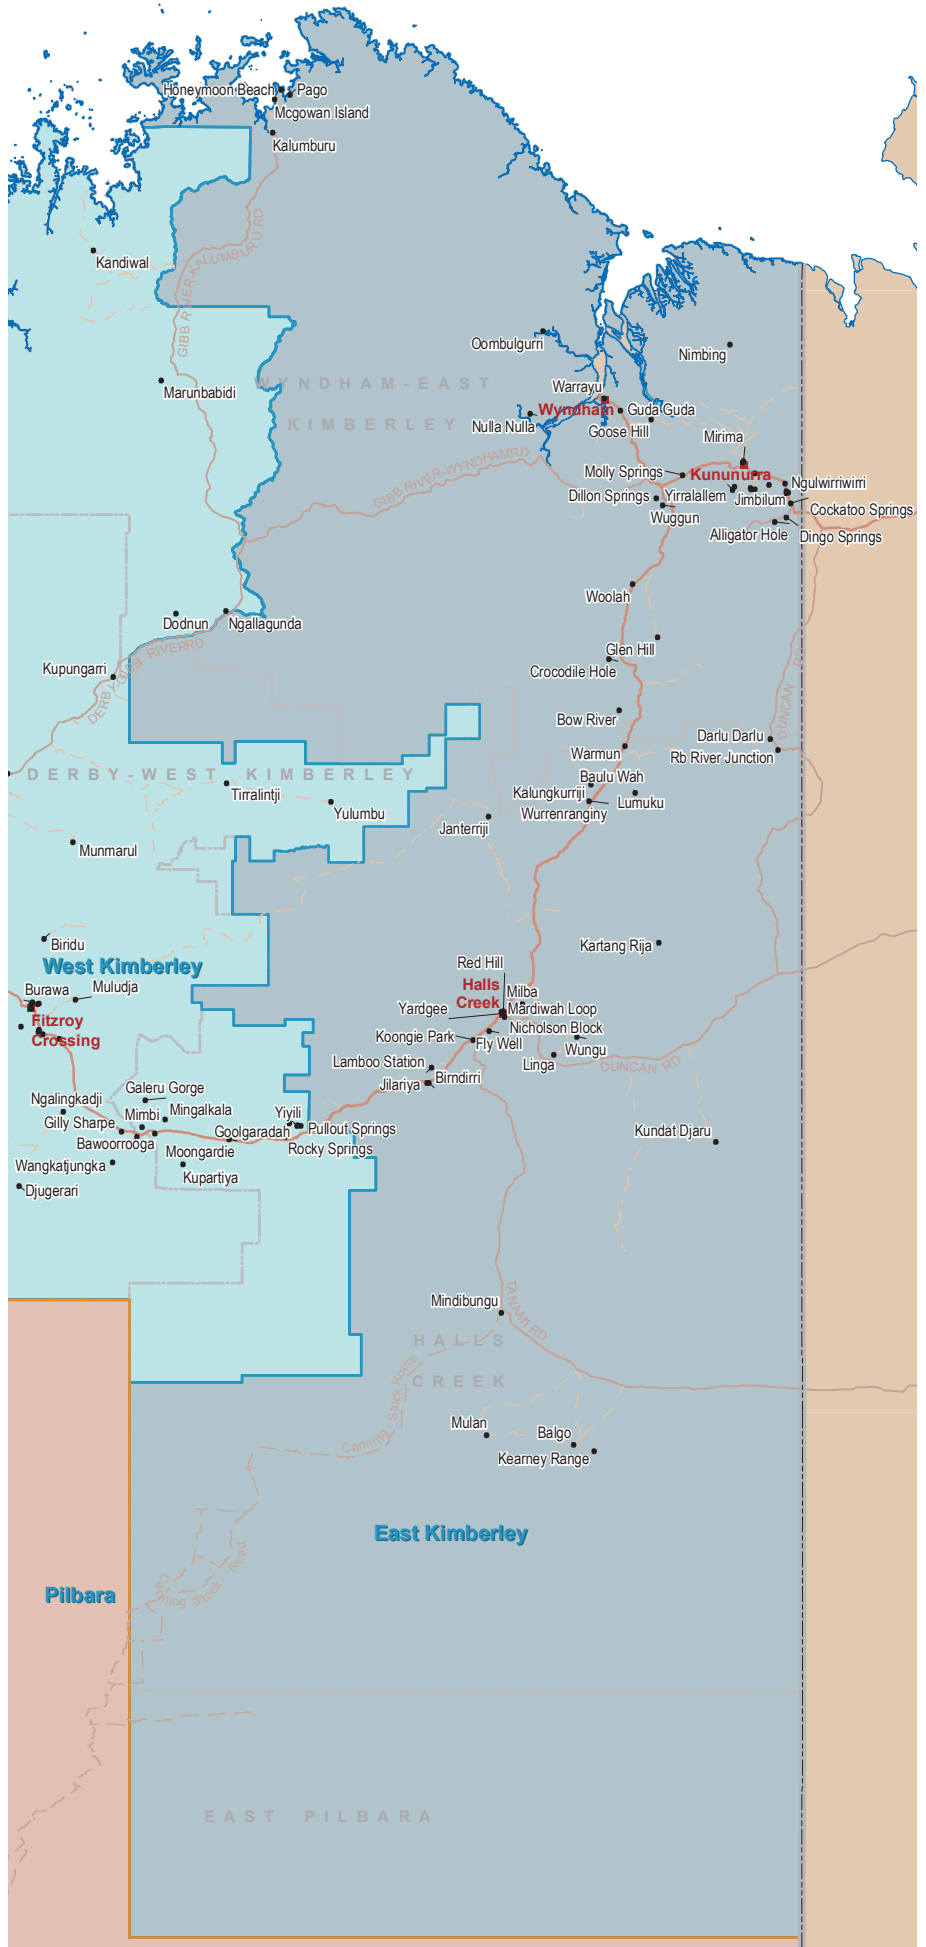 Honeymoon Beach
Pago
Mcgowan Island
Kalumburu
GIBB RIVER-KALUMBURU RD
Kandiwal
Oombulgurri
Nimbing
Marunbabidi
WYNDHAM-EAST
KIMBERLEY
Warrayu
Wyndham
Guda Guda
Nulla Nulla
Goose Hill
Mirima
GIBB RIVER-WYNDHAMRD
Molly Springs
Kununurra
Ngulwirriwirri
Dillon Springs
Yirralallem
Jimbilum
Cockatoo Springs
Wuggun
Alligator Hole
Dingo Springs
Woolah
Dodnun
Ngallagunda
Glen Hill
Crocodile Hole
DERBY-GIBB RIVERRD
Kupungarri
DUNCAN RD
Bow River
Darlu Darlu
Warmun
Rb River Junction
DERBY-WEST KIMBERLEY
Baulu Wah
Tirralintji
Kalungkurriji
Lumuku
Yulumbu
Wurrenranginy
Janterriji
Munmarul
Biridu
Kartang Rija
West Kimberley
Red Hill
Burawa
Muludja
Halls
Creek
Milba
Yardgee
Mardiwah Loop
Fitzroy
Crossing
Nicholson Block
Koongie Park
Fly Well
Wungu
Linga
DUNCAN RD
Lamboo Station
Jilariya
Birndirri
Galeru Gorge
Ngalingkadji
Mimbi
Mingalkala
Yiyili
Gilly Sharpe
Goolgaradah
Pullout Springs
Kundat Djaru
Bawoorrooga
Moongardie
Rocky Springs
Wangkatjungka
Kupartiya
Djugerari
Mindibungu
TANAMI RD
HALLS
CREEK
Canning Stock Route
Mulan
Balgo
Kearney Range
East Kimberley
Canning Stock Road
Pilbara
EAST PILBARA